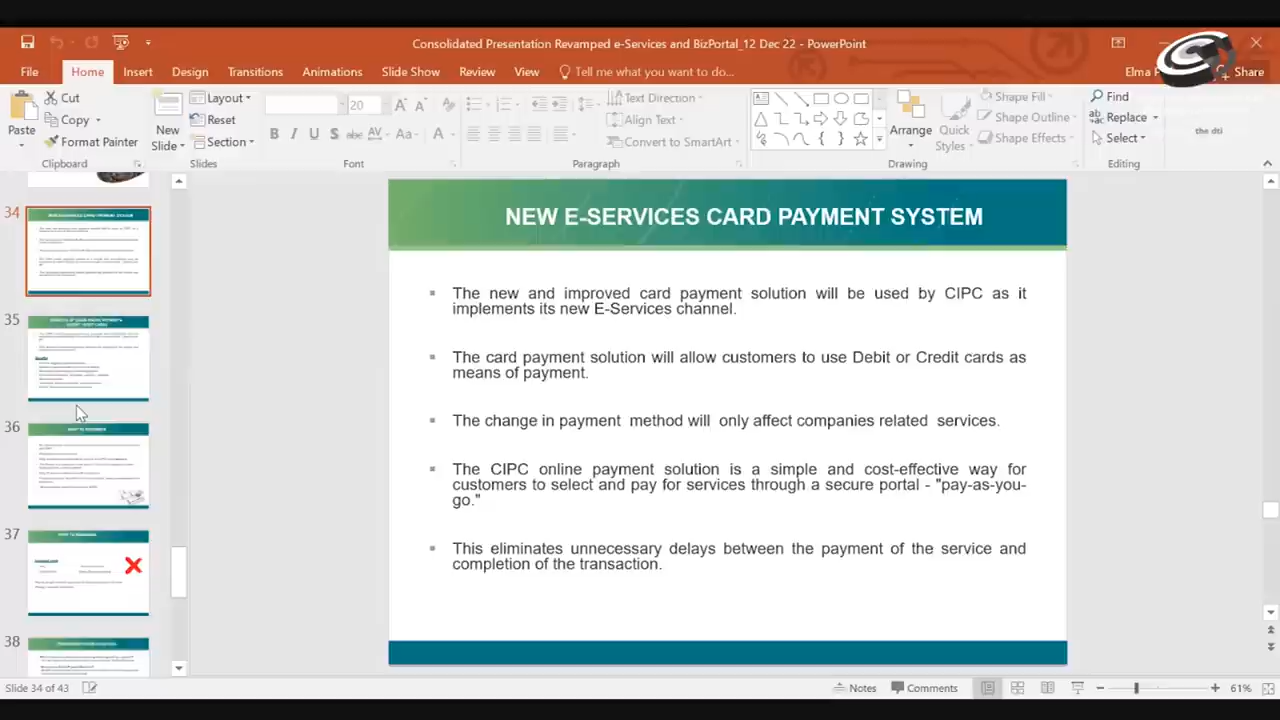 Consolidated Presentation Revamped e-Services and BizPortal_12 Dec 22 - PowerPoint
File Home Insert Design Transitions Animations Slide Show Review View Tell me what you want to do... Elma Share
the dti
Paste
Cut
Copy
Format Painter
Clipboard
New
Slide
Layout
Reset
Section
Slides
20
B I U S abc AV Aa A
Font
Text Direction
Align Text
Convert to SmartArt
Paragraph
Arrange
Quick
Styles
Shape Fill
Shape Outline
Shape Effects
Drawing
Find
Replace
Select
Editing
34
35
36
37
38
NEW E-SERVICES CARD PAYMENT SYSTEM
The new and improved card payment solution will be used by CIPC as it
implements its new E-Services channel.
The card payment solution will allow customers to use Debit or Credit cards as
means of payment.
The change in payment method will only affect companies related services.
The CIPC online payment solution is a simple and cost-effective way for
customers to select and pay for services through a secure portal - "pay-as-you-
go."
This eliminates unnecessary delays between the payment of the service and
completion of the transaction.
Slide 34 of 43
Notes
Comments
61%